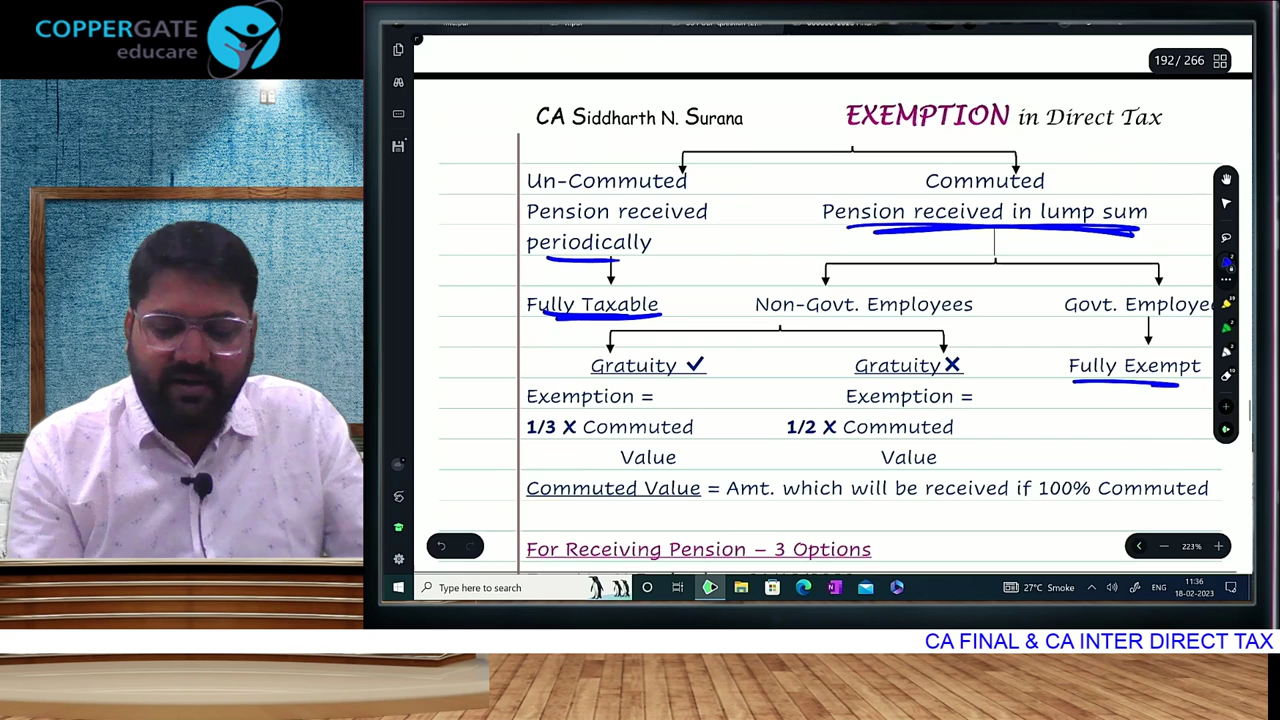 COPPERGATE
educare
192 / 266
CA Siddharth N. Surana
EXEMPTION in Direct Tax
Un-Commuted
Commuted
Pension received
Pension received in lump sum
periodically
Fully Taxable
Non-Govt. Employees
Govt. Employee
Gratuity ✓
Gratuity ✗
Fully Exempt
Exemption =
Exemption =
1/3 X Commuted
1/2 X Commuted
Value
Value
Commuted Value = Amt. which will be received if 100% Commuted
For Receiving Pension – 3 Options
223%
Type here to search
27°C Smoke
ENG
11:36
18-02-2023
CA FINAL & CA INTER DIRECT TAX